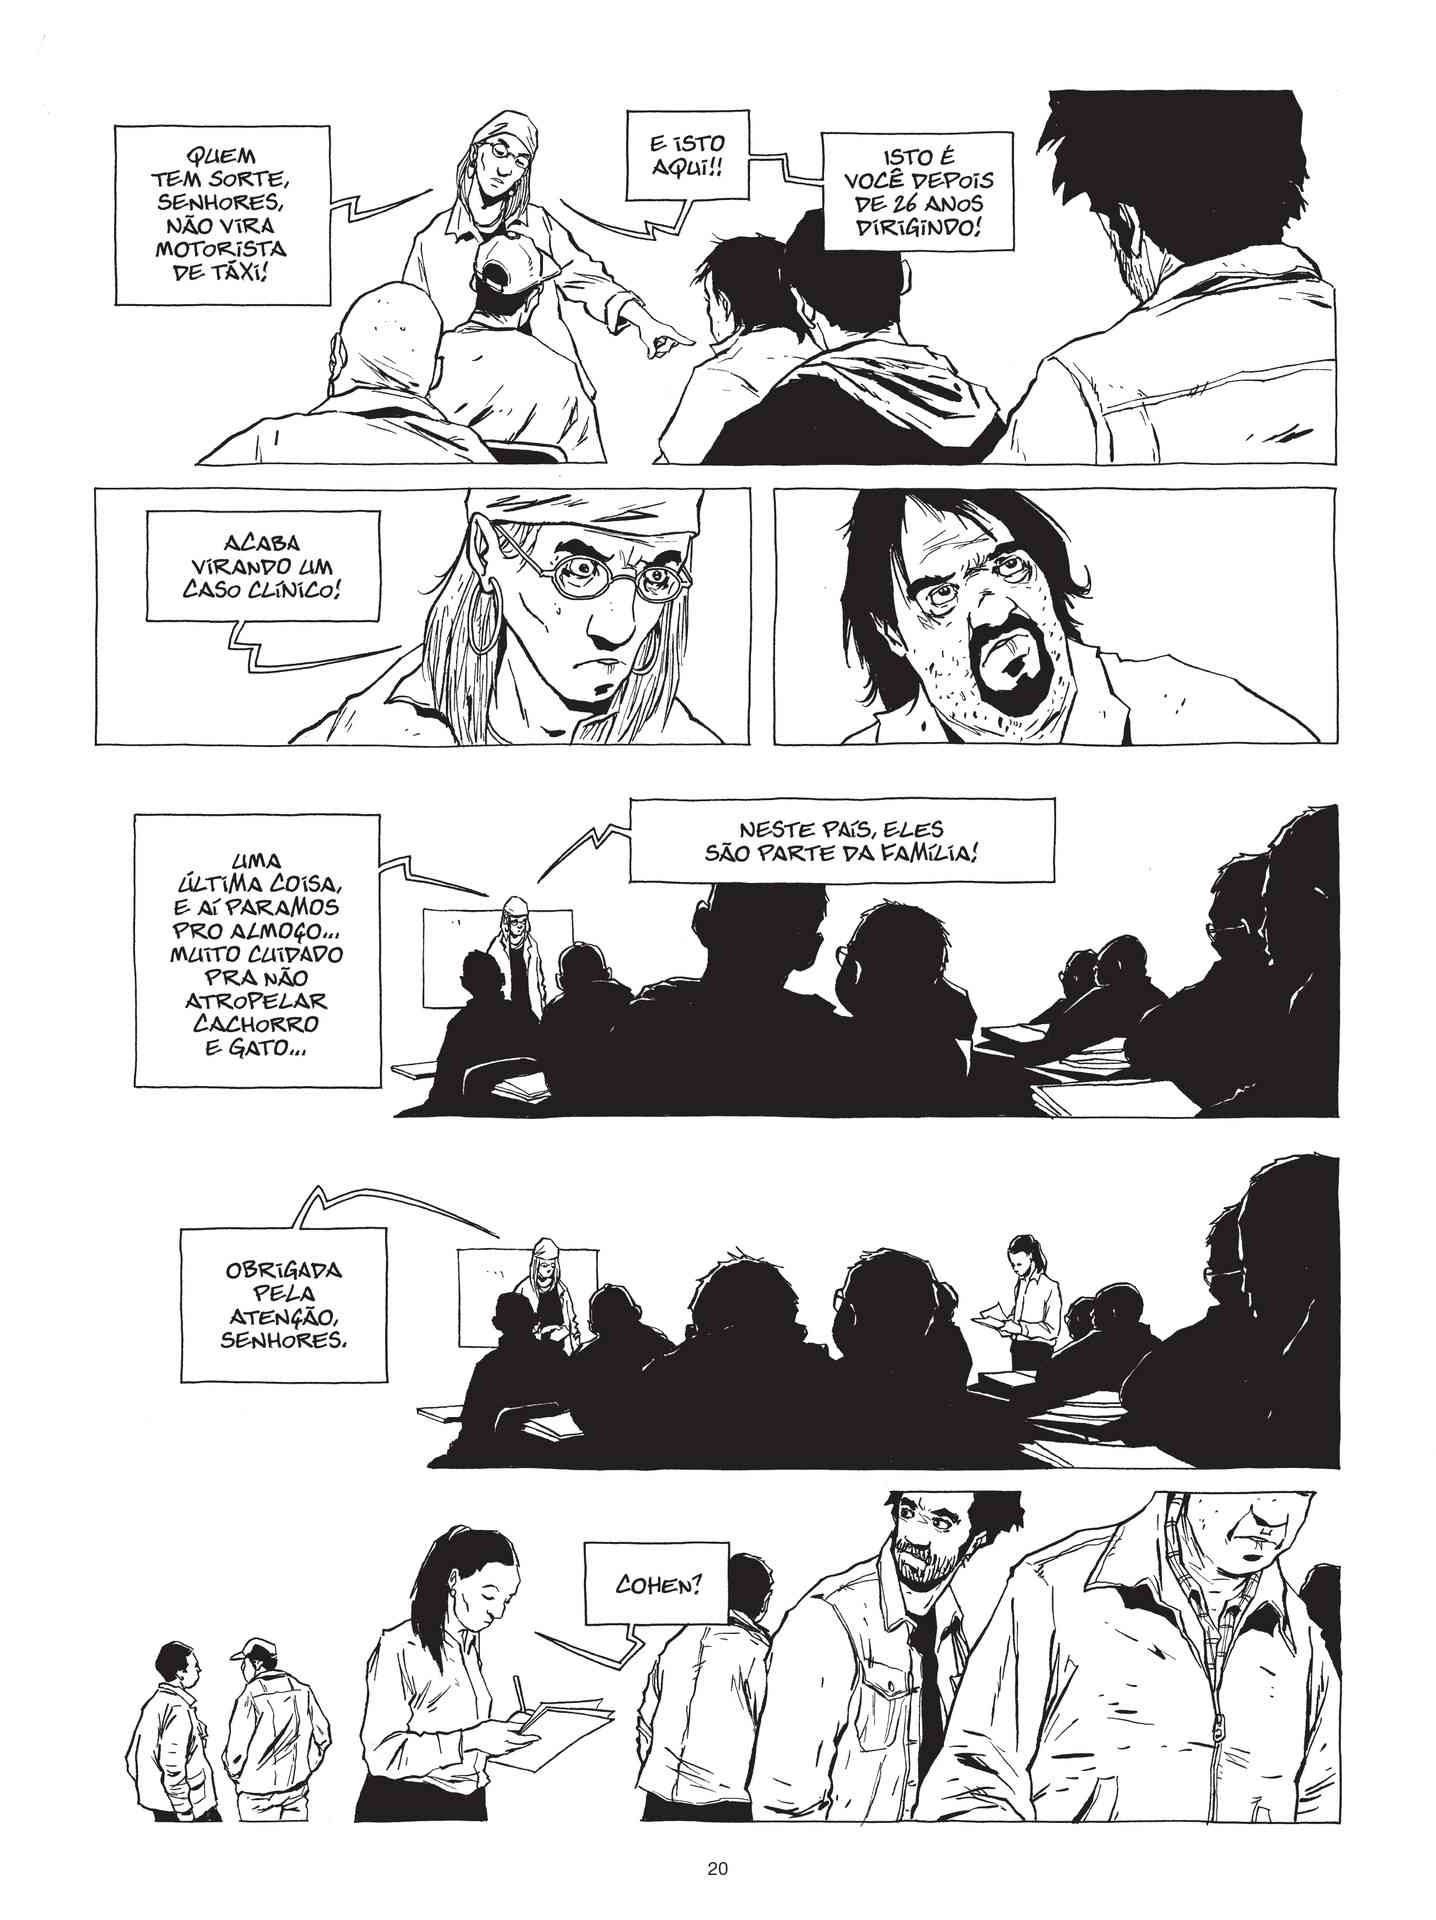 QUEM
TEM SORTE,
SENHORES,
NÃO VIRA
MOTORISTA
DE TÁXI!
E ISTO
AQUI!!
ISTO É
VOCÊ DEPOIS
DE 26 ANOS
DIRIGINDO!
ACABA
VIRANDO UM
CASO CLÍNICO!
UMA
ÚLTIMA COISA,
E AÍ PARAMOS
PRO ALMOÇO...
MUITO CUIDADO
PRA NÃO
ATROPELAR
CACHORRO
E GATO...
NESTE PAÍS, ELES
SÃO PARTE DA FAMÍLIA!
OBRIGADA
PELA
ATENÇÃO,
SENHORES.
COHEN?
20